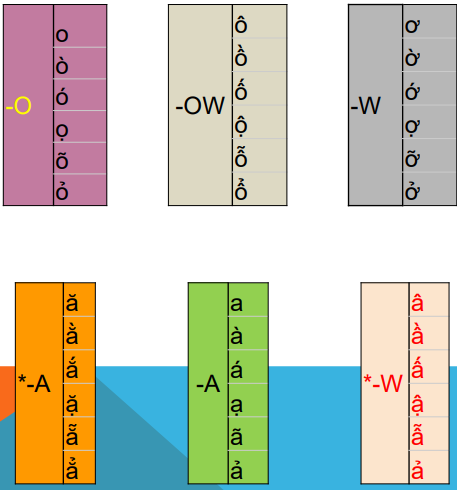 -O
o
ò
ó
ọ
õ
ỏ
-OW
ô
ồ
ố
ộ
ỗ
ổ
-W
ơ
ờ
ớ
ợ
ỡ
ở
*-A
ă
ằ
ắ
ặ
ẵ
ẳ
-A
a
à
á
ạ
ã
ả
*-W
â
ầ
ấ
ậ
ẫ
ả